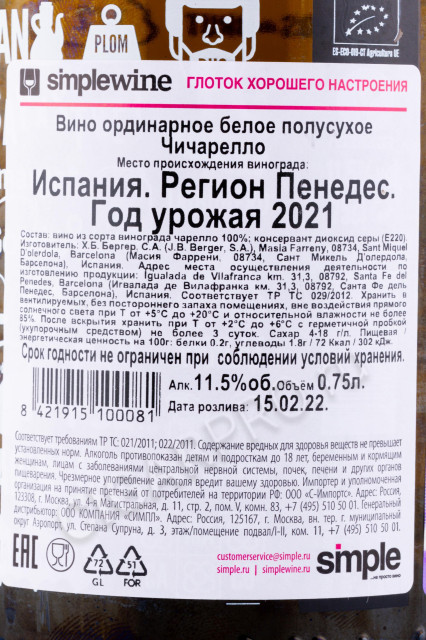 PLOM
ES-ECO-019-CT Agriculture UE
simplewine
ГЛОТОК ХОРОШЕГО НАСТРОЕНИЯ
Вино ординарное белое полусухое
Чичарелло
Место происхождения винограда:
Испания. Регион Пенедес.
Год урожая 2021
Состав: вино из сорта винограда чарелло 100%; консервант диоксид серы (E220).
Изготовитель: Х.Б. Бергер, С.А. (J.B. Berger, S.A.), Masia Farreny, 08734, Sant Miquel
D'olerdola, Barcelona (Масия Фаррени, 08734, Сант Микель Д'олердола,
Барселона), Испания. Адрес места осуществления деятельности по
изготовлению продукции: Igualada de Vilafranca km. 31,3, 08792, Santa Fe del
Penedes, Barcelona (Игвалада де Вилафранка км. 31,3, 08792, Санта Фе дель
Пенедес, Барселона), Испания. Соответствует ТР ТС 029/2012. Хранить в
вентилируемых, без постороннего запаха помещениях, вне воздействия прямого
солнечного света при Т от +5°С до +20°С и относительной влажности не более
85%. После вскрытия хранить при Т от +2°С до +6°С с герметичной пробкой
(укупорочным средством) не более 3 суток. Сахар 4-18 г/л. Пищевая /
энергетическая ценность на 100г: белки 0.2г, углеводы 1.8г / 72 Ккал / 302 кДж.
Срок годности не ограничен при соблюдении условий хранения.
Алк. 11.5%об. Объём 0.75л.
8 421915 100081
Дата розлива: 15.02.22.
Соответствует требованиям ТР ТС: 021/2011; 022/2011. Содержание вредных для здоровья веществ не превышает
установленных норм. Алкоголь противопоказан детям и подросткам до 18 лет, беременным и кормящим
женщинам, лицам с заболеваниями центральной нервной системы, почек, печени и других органов
пищеварения. Чрезмерное употребление алкоголя вредит вашему здоровью. Импортер и уполномоченная
организация на принятие претензий от потребителей на территории РФ: ООО «С-Импортс». Адрес:
123308, г. Москва, ул. 4-я Магистральная, д. 11, стр. 2, пом. V, комн. 83, +7 (495) 510 50 01. Генеральный
дистрибьютор: ООО «КОМПАНИЯ «СИМПЛ». Адрес: 125167, г. Москва, вн. тер. г. муниципальный
округ Аэропорт, ул. Степана Супруна, д. 3, этаж/помещение подвал/I-II, ком. 11, + 7 (495) 510 50 01.
EAC
72
GL
51
FOR
customerservice@simple.ru
simple.ru | simplewine.ru
simple
...не просто вино